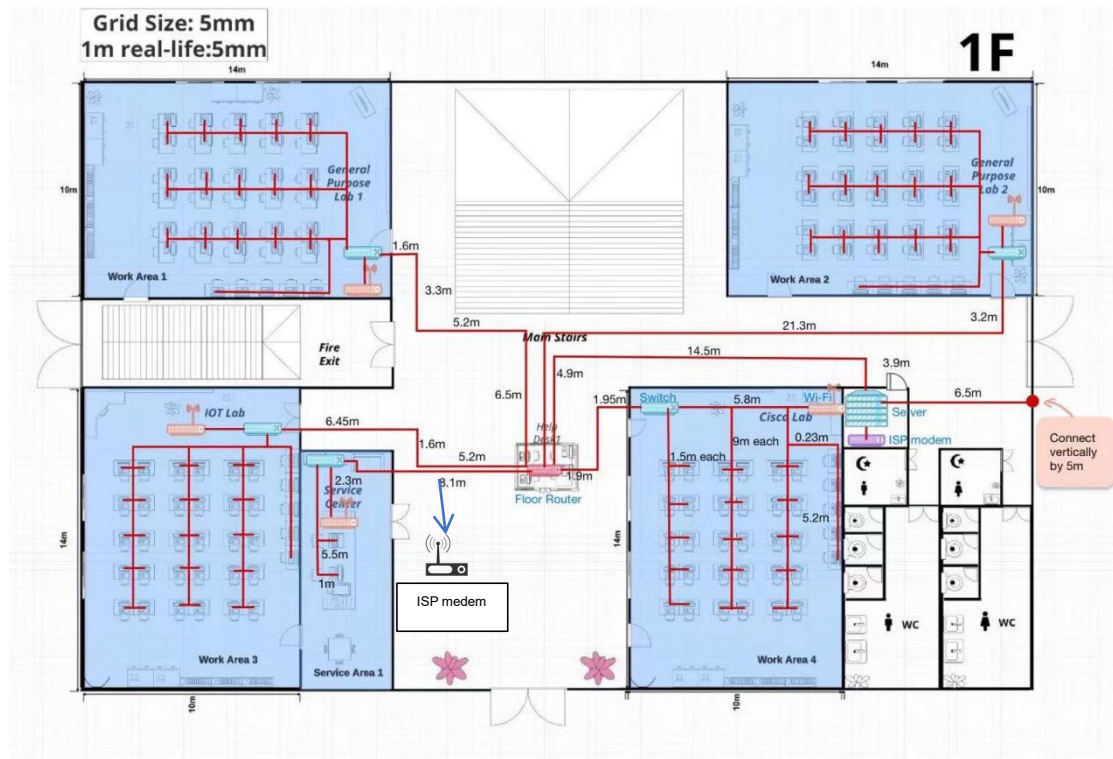 Grid Size: 5mm
1m real-life:5mm
1F
14m
14m
10m
General
Purpose
Lab 1
Work Area 1
1.6m
3.3m
5.2m
General
Purpose
Lab 2
10m
Work Area 2
3.2m
21.3m
Main Stairs
Fire
Exit
14.5m
4.9m
3.9m
6.5m
1.95m
Switch
5.8m
Wi-Fi
Cisco Lab
Server
6.5m
ISP modem
Connect
vertically
by 5m
IOT Lab
6.45m
1.6m
5.2m
8.1m
Help
Desk1
1.9m
Floor Router
9m each
0.23m
1.5m each
5.2m
2.3m
Service
Center
5.5m
1m
14m
14m
ISP medem
WC
WC
Work Area 3
Service Area 1
Work Area 4
10m
10m